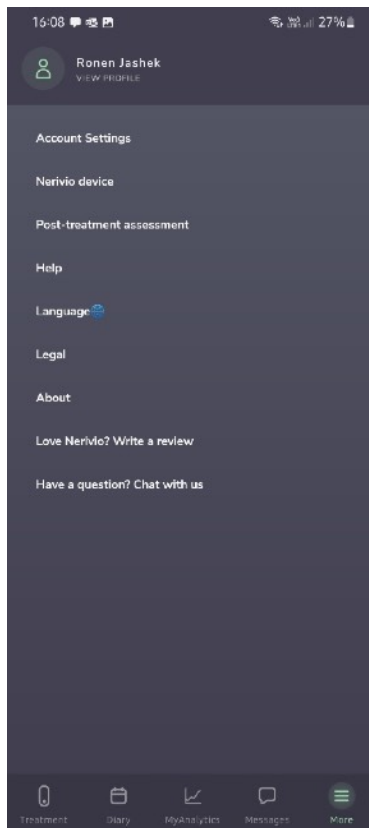 16:08 27%
Ronen Jashek
VIEW PROFILE
Account Settings
Nerivio device
Post-treatment assessment
Help
Language
Legal
About
Love Nerivio? Write a review
Have a question? Chat with us
Treatment Diary MyAnalytics Messages More